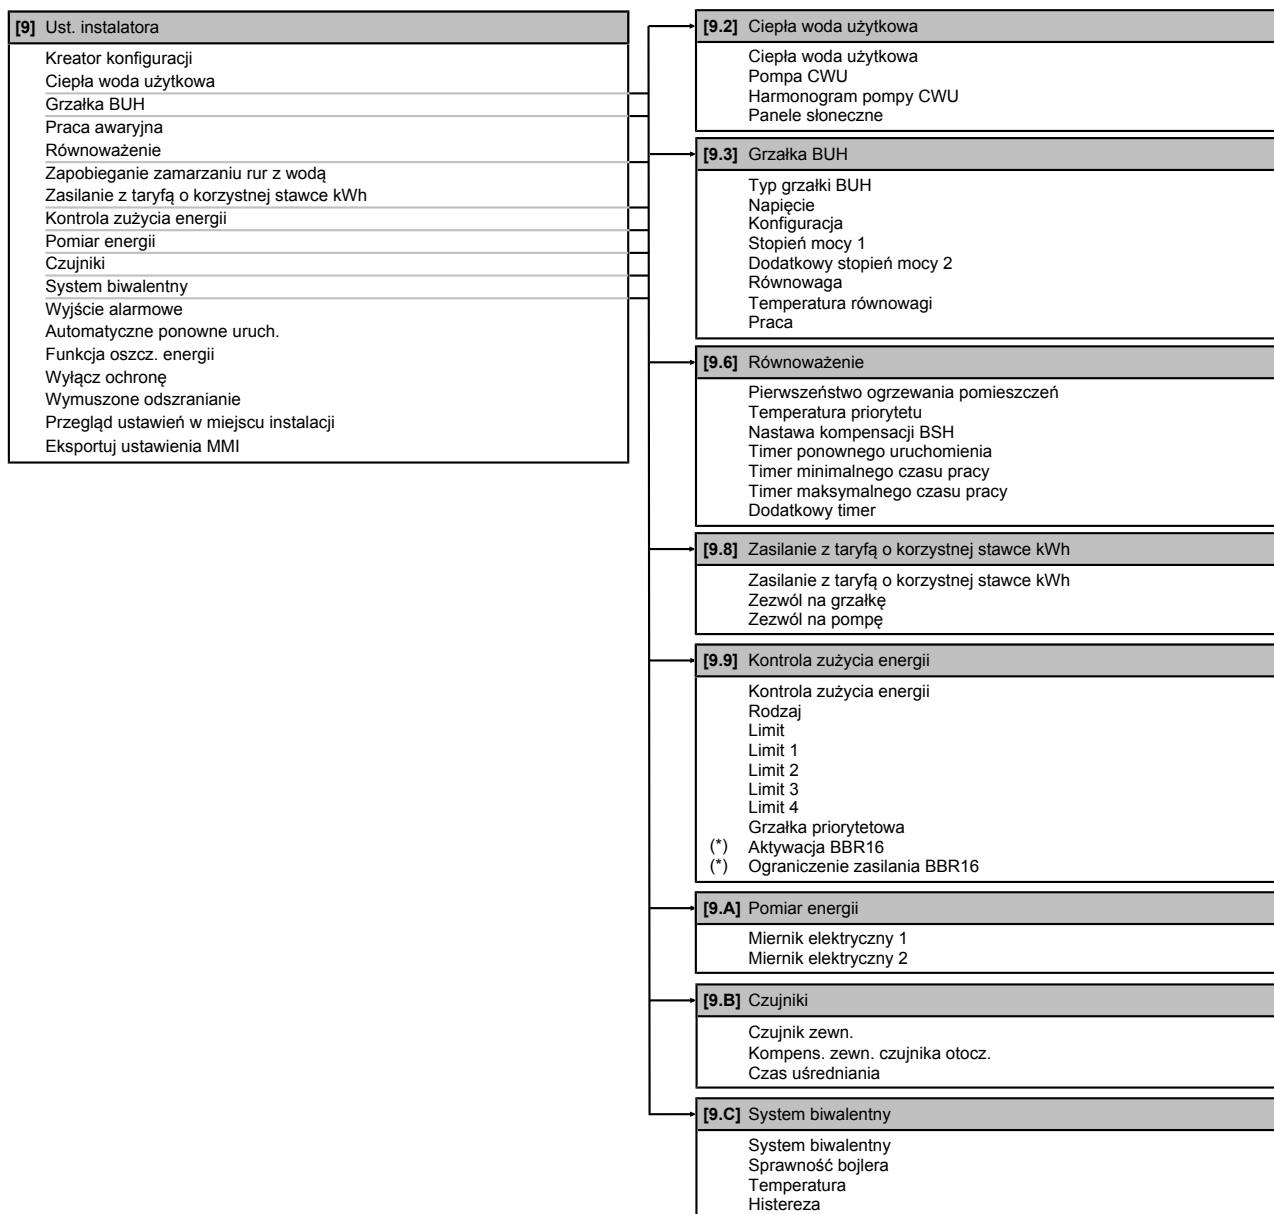 [9] Ust. instalatora
Kreator konfiguracji
Ciepła woda użytkowa
Grzałka BUH
Praca awaryjna
Równoważenie
Zapobieganie zamarzaniu rur z wodą
Zasilanie z taryfą o korzystnej stawce kWh
Kontrola zużycia energii
Pomiar energii
Czujniki
System biwalentny
Wyjście alarmowe
Automatyczne ponowne uruch.
Funkcja oszcz. energii
Wyłącz ochronę
Wymuszone odszranianie
Przegląd ustawień w miejscu instalacji
Eksportuj ustawienia MMI
[9.2] Ciepła woda użytkowa
Ciepła woda użytkowa
Pompa CWU
Harmonogram pompy CWU
Panele słoneczne
[9.3] Grzałka BUH
Typ grzałki BUH
Napięcie
Konfiguracja
Stopień mocy 1
Dodatkowy stopień mocy 2
Równowaga
Temperatura równowagi
Praca
[9.6] Równoważenie
Pierwszeństwo ogrzewania pomieszczeń
Temperatura priorytetu
Nastawa kompensacji BSH
Timer ponownego uruchomienia
Timer minimalnego czasu pracy
Timer maksymalnego czasu pracy
Dodatkowy timer
[9.8] Zasilanie z taryfą o korzystnej stawce kWh
Zasilanie z taryfą o korzystnej stawce kWh
Zezwól na grzałkę
Zezwól na pompę
[9.9] Kontrola zużycia energii
Kontrola zużycia energii
Rodzaj
Limit
Limit 1
Limit 2
Limit 3
Limit 4
Grzałka priorytetowa
(*) Aktywacja BBR16
(*) Ograniczenie zasilania BBR16
[9.A] Pomiar energii
Miernik elektryczny 1
Miernik elektryczny 2
[9.B] Czujniki
Czujnik zewn.
Kompens. zewn. czujnika otocz.
Czas uśredniania
[9.C] System biwalentny
System biwalentny
Sprawność bojlera
Temperatura
Histereza